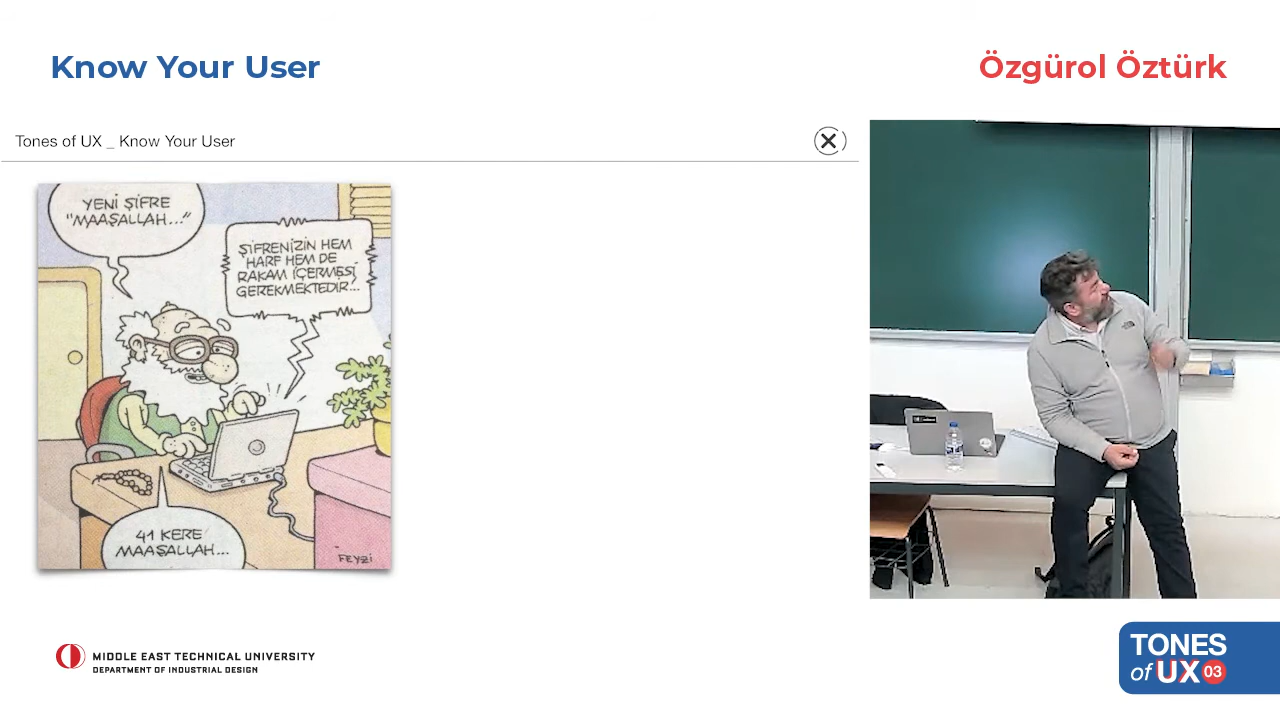 Know Your User
Özgürol Öztürk
Tones of UX _ Know Your User
YENİ ŞİFRE
"MAAŞALLAH..."
ŞİFRENİZİN HEM
HARF HEM DE
RAKAM İÇERMESİ
GEREKMEKTEDİR...
41 KERE
MAAŞALLAH...
FEYZİ
MIDDLE EAST TECHNICAL UNIVERSITY
DEPARTMENT OF INDUSTRIAL DESIGN
TONES
of UX 03